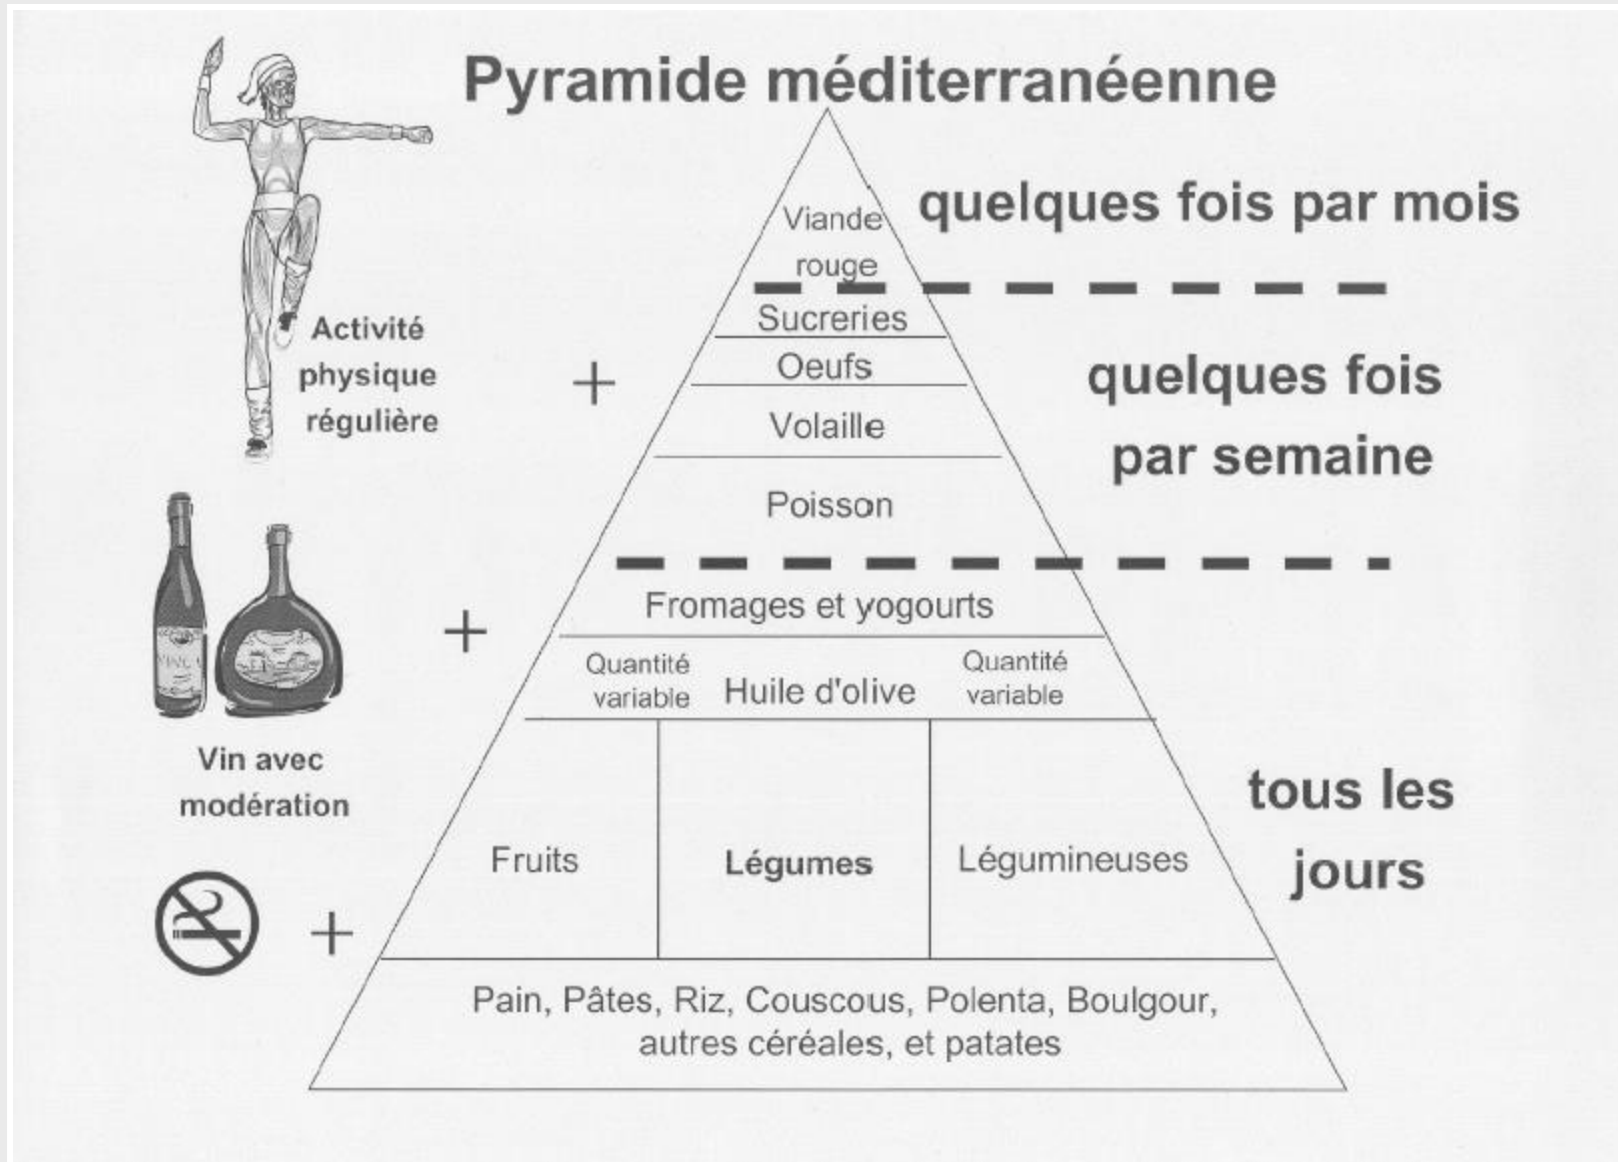 Pyramide méditerranéenne
quelques fois par mois
Viande
rouge
Sucreries
Oeufs
Volaille
Poisson
quelques fois
par semaine
Activité
physique
régulière
+
Fromages et yogourts
+
Quantité
variable
Huile d'olive
Quantité
variable
Vin avec
modération
Fruits
Légumes
Légumineuses
tous les
jours
+
Pain, Pâtes, Riz, Couscous, Polenta, Boulgour,
autres céréales, et patates